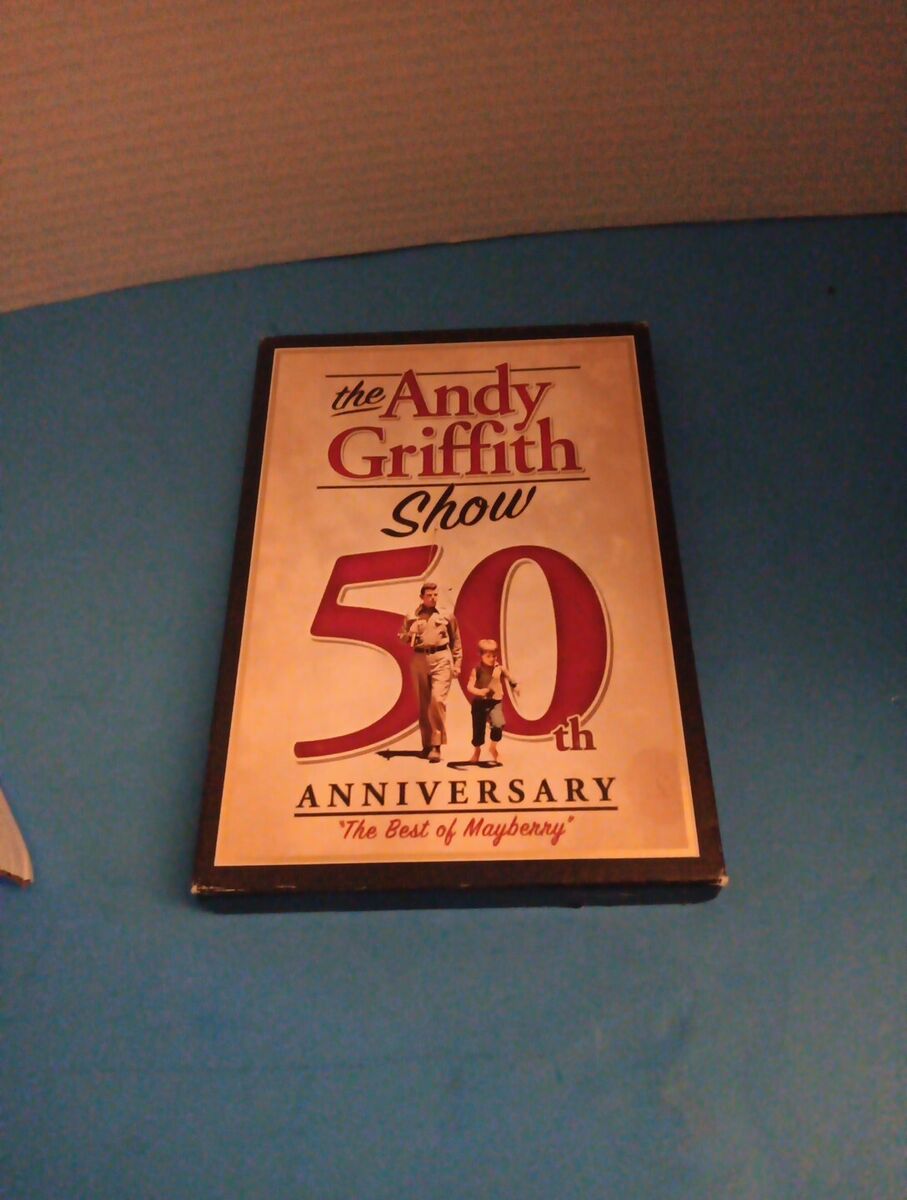 the Andy
Griffith
Show
50th
ANNIVERSARY
"The Best of Mayberry"